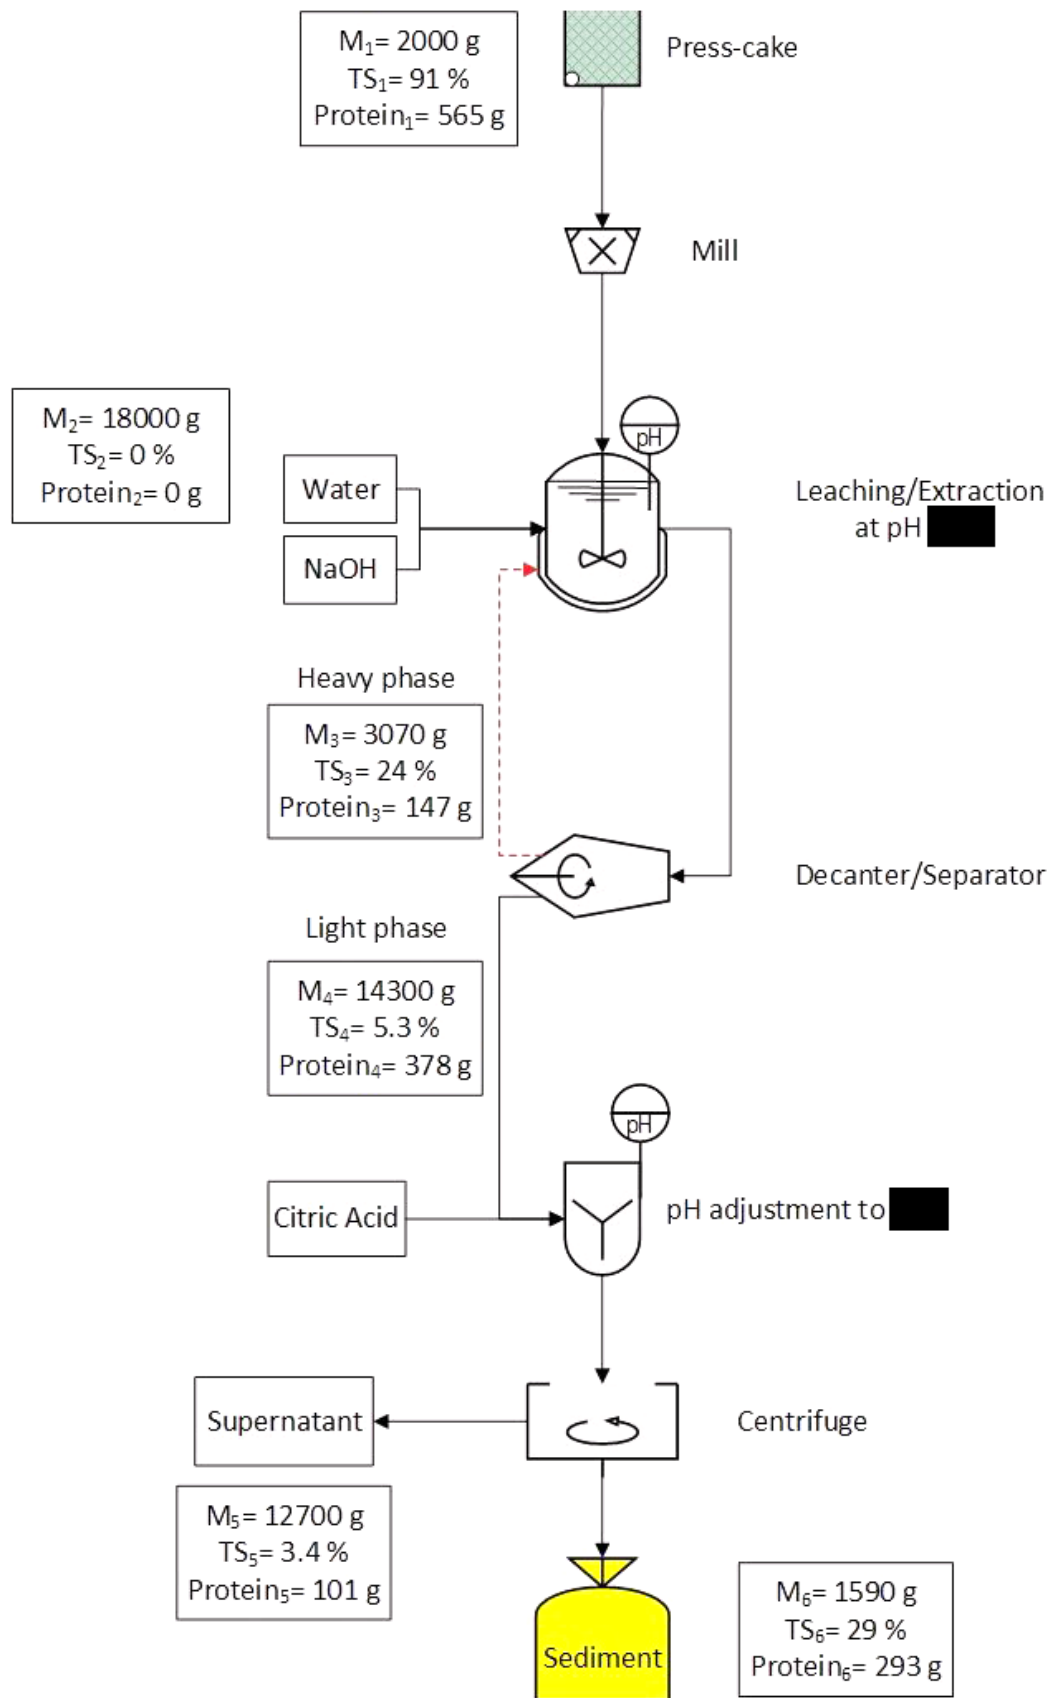 M₁= 2000 g
TS₁= 91 %
Protein₁= 565 g
Press-cake
Mill
M₂= 18000 g
TS₂= 0 %
Protein₂= 0 g
pH
Water
NaOH
Leaching/Extraction
at pH
Heavy phase
M₃= 3070 g
TS₃= 24 %
Protein₃= 147 g
Decanter/Separator
Light phase
M₄= 14300 g
TS₄= 5.3 %
Protein₄= 378 g
pH
Citric Acid
pH adjustment to
Supernatant
Centrifuge
M₅= 12700 g
TS₅= 3.4 %
Protein₅= 101 g
Sediment
M₆= 1590 g
TS₆= 29 %
Protein₆= 293 g